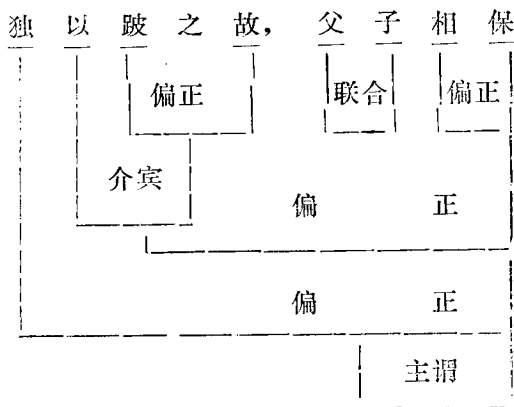 独以跛之故，父子相保
偏正 联合 偏正
介宾 偏 正
偏 正
主谓